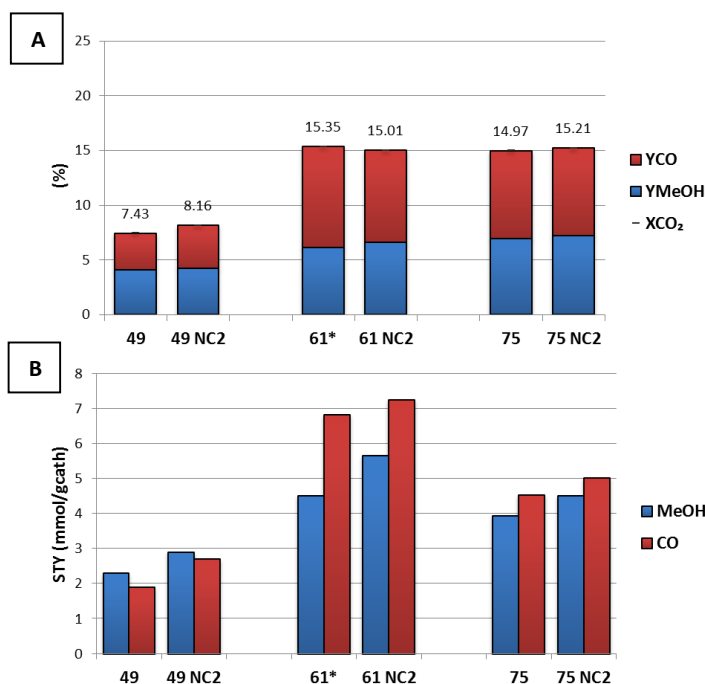 A
25
20
15
10
5
0
(%)
7.43
8.16
15.35
15.01
14.97
15.21
49
49 NC2
61*
61 NC2
75
75 NC2
YCO
YMeOH
XCO₂
B
8
7
6
5
4
3
2
1
0
STY (mmol/gcath)
49
49 NC2
61*
61 NC2
75
75 NC2
MeOH
CO